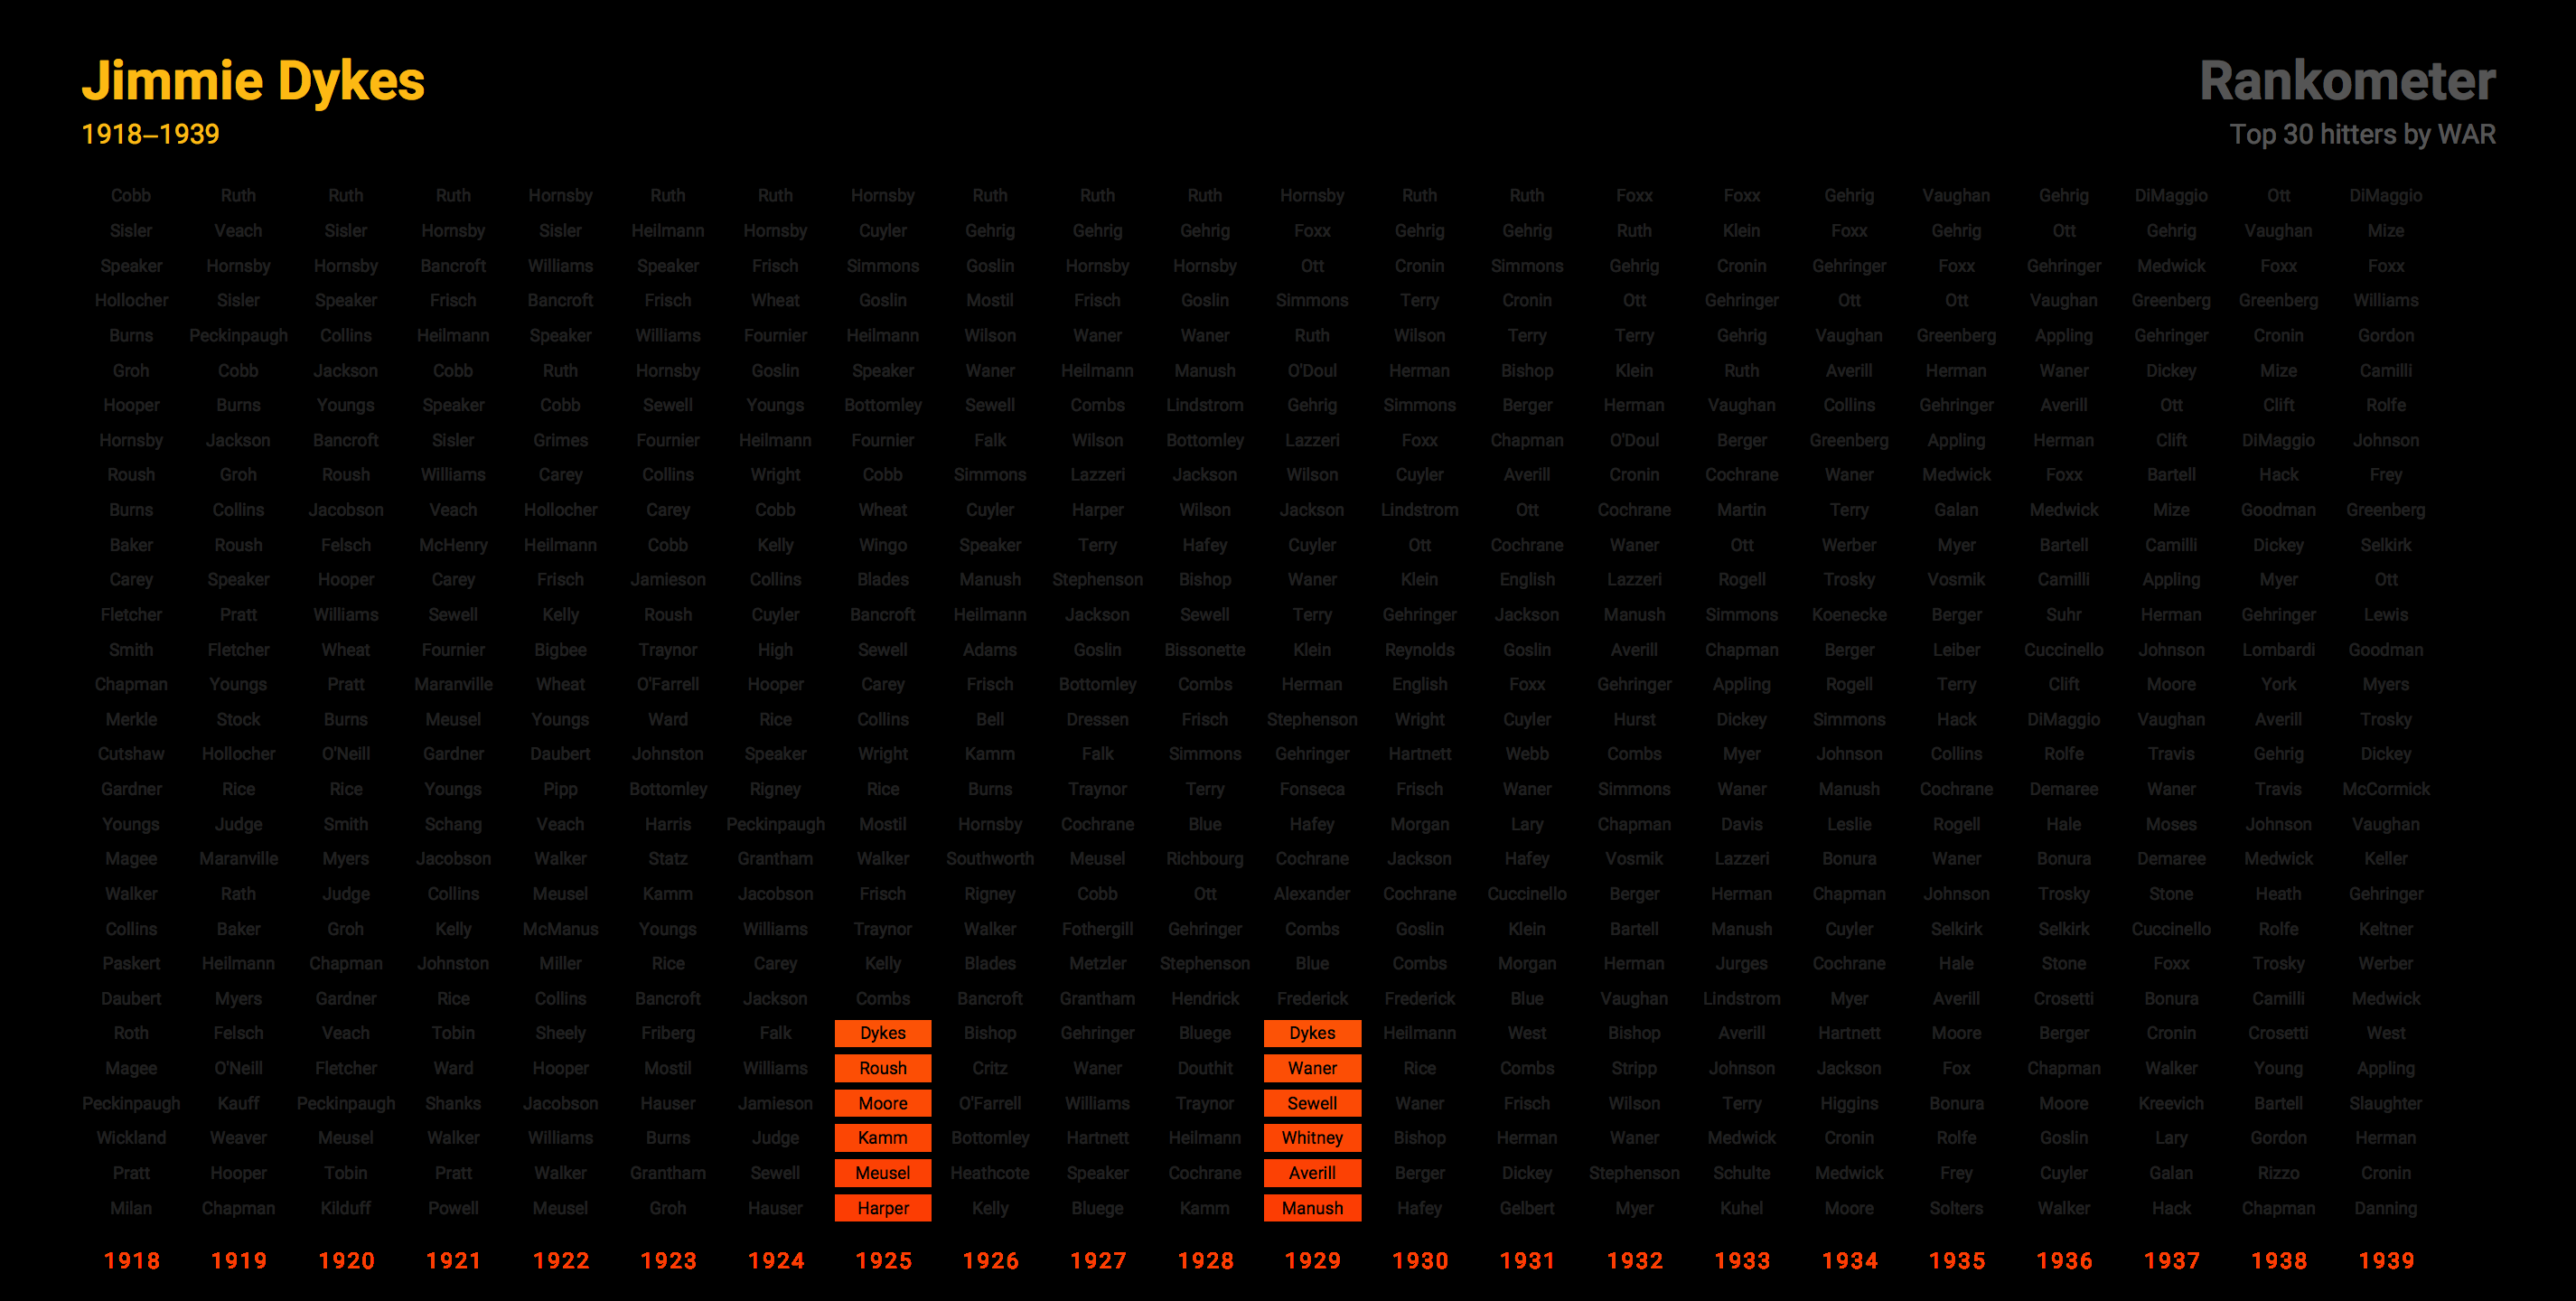 Jimmie Dykes
Rankometer
1918–1939
Top 30 hitters by WAR
Cobb Ruth Ruth Ruth Hornsby Ruth Ruth Hornsby Ruth Ruth Ruth Hornsby Ruth Ruth Foxx Foxx Gehrig Vaughan Gehrig DiMaggio Ott DiMaggio
Sisler Veach Sisler Hornsby Sisler Heilmann Hornsby Cuyler Gehrig Gehrig Gehrig Foxx Gehrig Gehrig Ruth Klein Foxx Gehrig Ott Gehrig Vaughan Mize
Speaker Hornsby Hornsby Bancroft Williams Speaker Frisch Simmons Goslin Hornsby Hornsby Ott Cronin Simmons Gehrig Cronin Gehringer Foxx Gehringer Medwick Foxx Foxx
Hollocher Sisler Speaker Frisch Bancroft Frisch Wheat Goslin Mostil Frisch Goslin Simmons Terry Cronin Ott Gehringer Ott Ott Vaughan Greenberg Greenberg Williams
Burns Peckinpaugh Collins Heilmann Speaker Williams Fournier Heilmann Wilson Waner Waner Ruth Wilson Terry Terry Gehrig Vaughan Greenberg Appling Gehringer Cronin Gordon
Groh Cobb Jackson Cobb Ruth Hornsby Goslin Speaker Waner Heilmann Manush O'Doul Herman Bishop Klein Ruth Averill Herman Waner Dickey Mize Camilli
Hooper Burns Youngs Speaker Cobb Sewell Youngs Bottomley Sewell Combs Lindstrom Gehrig Simmons Berger Herman Vaughan Collins Gehringer Averill Ott Clift Rolfe
Hornsby Jackson Bancroft Sisler Grimes Fournier Heilmann Fournier Falk Wilson Bottomley Lazzeri Foxx Chapman O'Doul Berger Greenberg Appling Herman Clift DiMaggio Johnson
Roush Groh Roush Williams Carey Collins Wright Cobb Simmons Lazzeri Jackson Wilson Cuyler Averill Cronin Cochrane Waner Medwick Foxx Bartell Hack Frey
Burns Collins Jacobson Veach Hollocher Carey Cobb Wheat Cuyler Harper Wilson Jackson Lindstrom Ott Cochrane Martin Terry Galan Medwick Mize Goodman Greenberg
Baker Roush Felsch McHenry Heilmann Cobb Kelly Wingo Speaker Terry Hafey Cuyler Ott Cochrane Waner Ott Werber Myer Bartell Camilli Dickey Selkirk
Carey Speaker Hooper Carey Frisch Jamieson Collins Blades Manush Stephenson Bishop Waner Klein English Lazzeri Rogell Trosky Vosmik Camilli Appling Myer Ott
Fletcher Pratt Williams Sewell Kelly Roush Cuyler Bancroft Heilmann Jackson Sewell Terry Gehringer Jackson Manush Simmons Koenecke Berger Suhr Herman Gehringer Lewis
Smith Fletcher Wheat Fournier Bigbee Traynor High Sewell Adams Goslin Bissonette Klein Reynolds Goslin Averill Chapman Berger Leiber Cuccinello Johnson Lombardi Goodman
Chapman Youngs Pratt Maranville Wheat O'Farrell Hooper Carey Frisch Bottomley Combs Herman English Foxx Gehringer Appling Rogell Terry Clift Moore York Myers
Merkle Stock Burns Meusel Youngs Ward Rice Collins Bell Dressen Frisch Stephenson Wright Cuyler Hurst Dickey Simmons Hack DiMaggio Vaughan Averill Trosky
Cutshaw Hollocher O'Neill Gardner Daubert Johnston Speaker Wright Kamm Falk Simmons Gehringer Hartnett Webb Combs Myer Johnson Collins Rolfe Travis Gehrig Dickey
Gardner Rice Rice Youngs Pipp Bottomley Rigney Rice Burns Traynor Terry Fonseca Frisch Waner Simmons Waner Manush Cochrane Demaree Waner Travis McCormick
Youngs Judge Smith Schang Veach Harris Peckinpaugh Mostil Hornsby Cochrane Blue Hafey Morgan Lary Chapman Davis Leslie Rogell Hale Moses Johnson Vaughan
Magee Maranville Myers Jacobson Walker Statz Grantham Walker Southworth Meusel Richbourg Cochrane Jackson Hafey Vosmik Lazzeri Bonura Waner Bonura Demaree Medwick Keller
Walker Rath Judge Collins Meusel Kamm Jacobson Frisch Rigney Cobb Ott Alexander Cochrane Cuccinello Berger Herman Chapman Johnson Trosky Stone Heath Gehringer
Collins Baker Groh Kelly McManus Youngs Williams Traynor Walker Fothergill Gehringer Combs Goslin Klein Bartell Manush Cuyler Selkirk Selkirk Cuccinello Rolfe Keltner
Paskert Heilmann Chapman Johnston Miller Rice Carey Kelly Blades Metzler Stephenson Blue Combs Morgan Herman Jurges Cochrane Hale Stone Foxx Trosky Werber
Daubert Myers Gardner Rice Collins Bancroft Jackson Combs Bancroft Grantham Hendrick Frederick Frederick Blue Vaughan Lindstrom Myer Averill Crosetti Bonura Camilli Medwick
Roth Felsch Veach Tobin Sheely Friberg Falk Dykes Bishop Gehringer Bluege Dykes Heilmann West Bishop Averill Hartnett Moore Berger Cronin Crosetti West
Magee O'Neill Fletcher Ward Hooper Mostil Williams Roush Critz Waner Douthit Waner Rice Combs Stripp Johnson Jackson Fox Chapman Walker Young Appling
Peckinpaugh Kauff Peckinpaugh Shanks Jacobson Hauser Jamieson Moore O'Farrell Williams Traynor Sewell Waner Frisch Wilson Terry Higgins Bonura Moore Kreevich Bartell Slaughter
Wickland Weaver Meusel Walker Williams Burns Judge Kamm Bottomley Hartnett Heilmann Whitney Bishop Herman Waner Medwick Cronin Rolfe Goslin Lary Gordon Herman
Pratt Hooper Tobin Pratt Walker Grantham Sewell Meusel Heathcote Speaker Cochrane Averill Berger Dickey Stephenson Schulte Medwick Frey Cuyler Galan Rizzo Cronin
Milan Chapman Kilduff Powell Meusel Groh Hauser Harper Kelly Bluege Kamm Manush Hafey Gelbert Myer Kuhel Moore Solters Walker Hack Chapman Danning
1918 1919 1920 1921 1922 1923 1924 1925 1926 1927 1928 1929 1930 1931 1932 1933 1934 1935 1936 1937 1938 1939